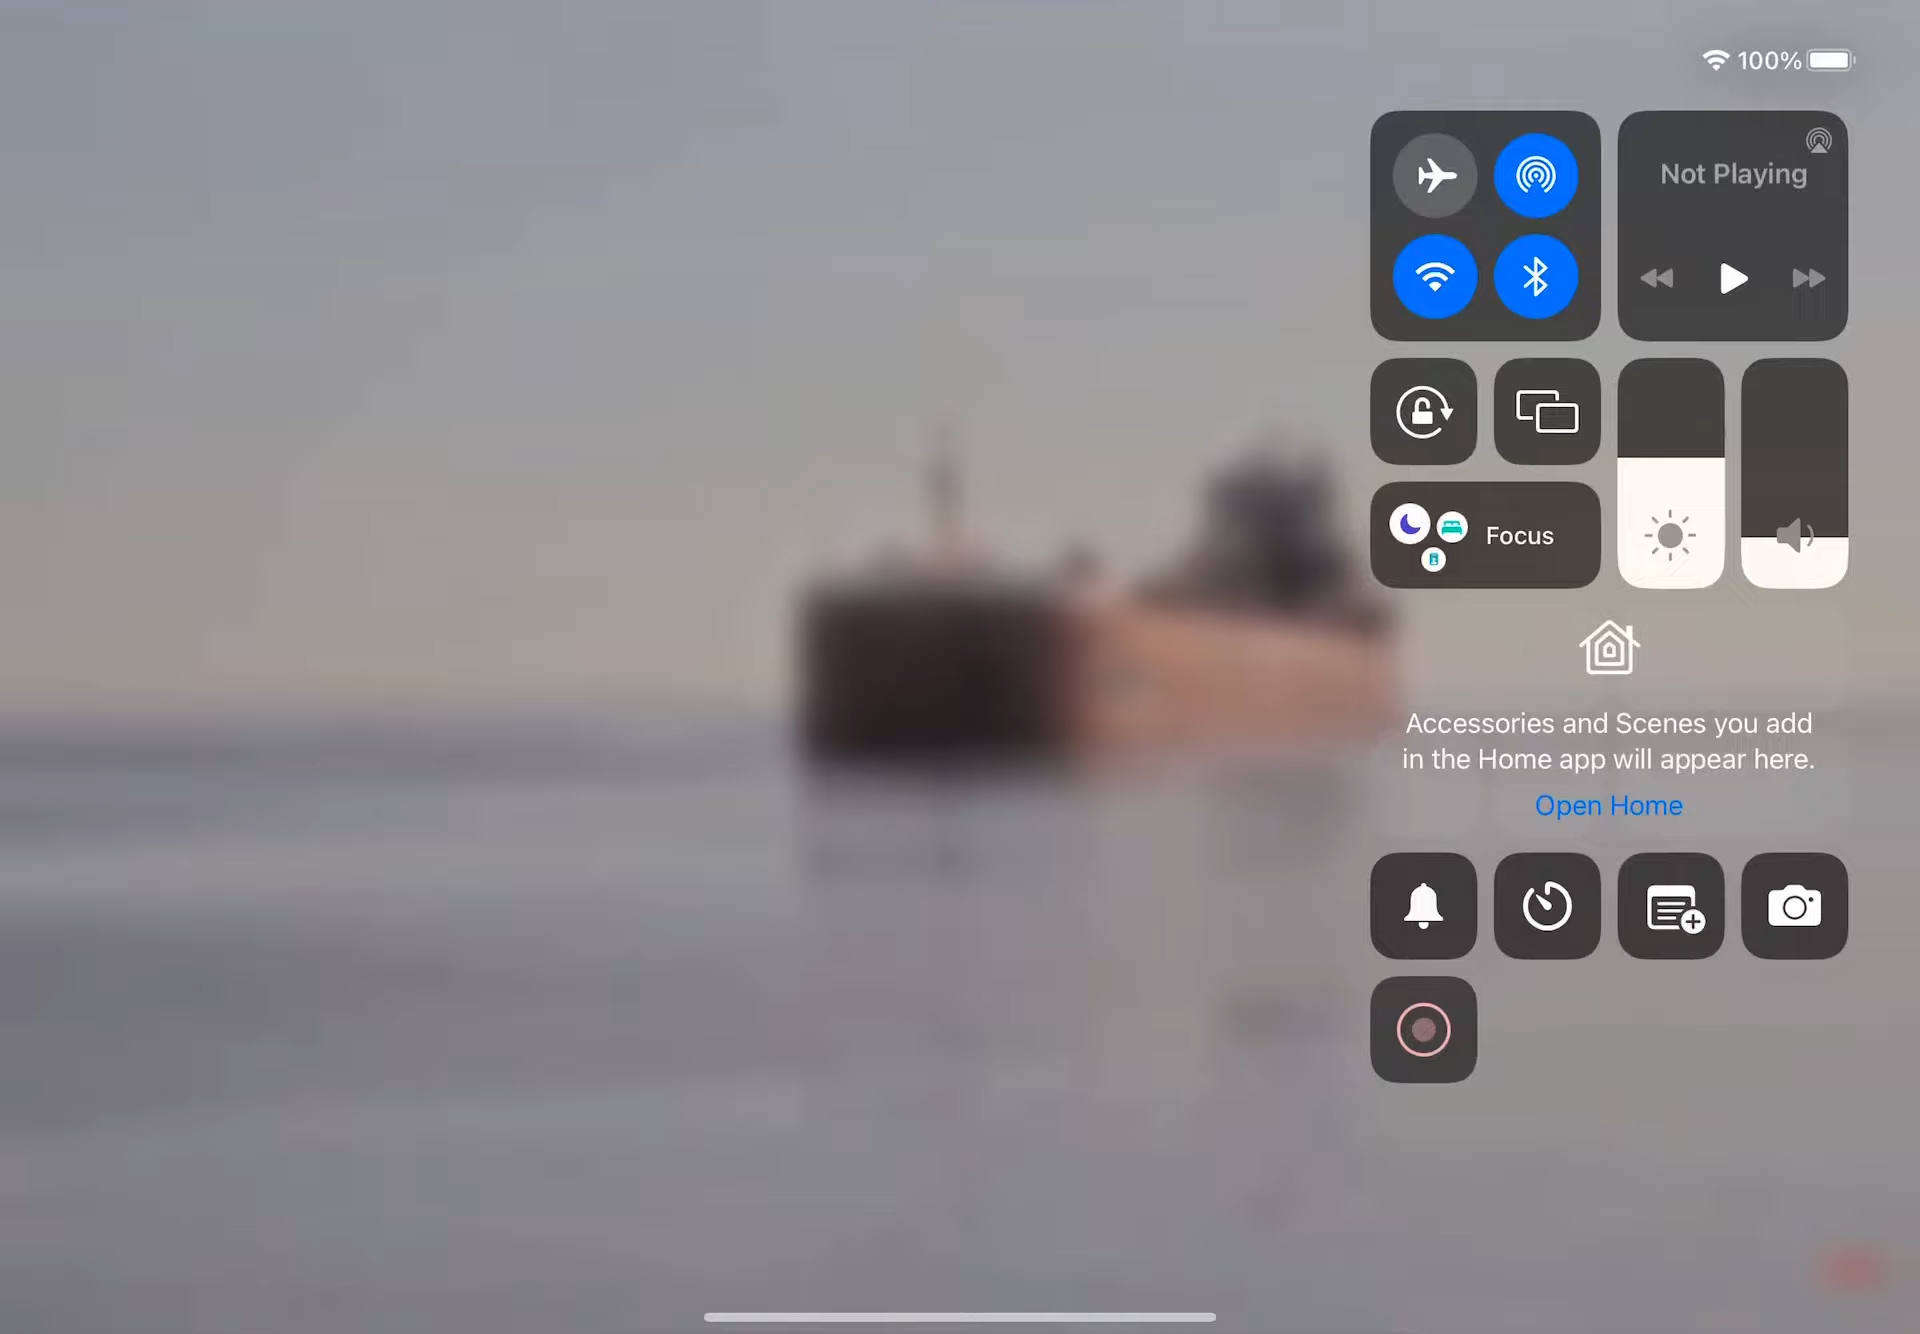 100%
Not Playing
Focus
Accessories and Scenes you add
in the Home app will appear here.
Open Home